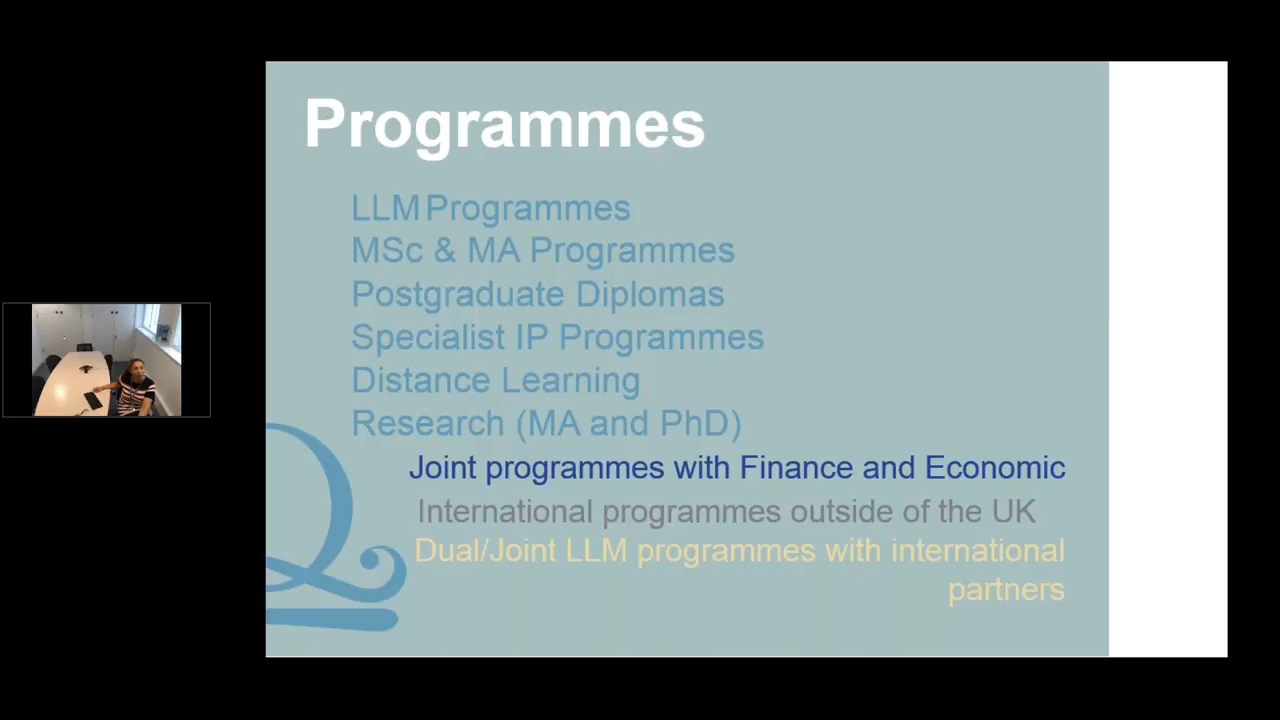 Programmes
LLM Programmes
MSc & MA Programmes
Postgraduate Diplomas
Specialist IP Programmes
Distance Learning
Research (MA and PhD)
Joint programmes with Finance and Economic
International programmes outside of the UK
Dual/Joint LLM programmes with international
partners